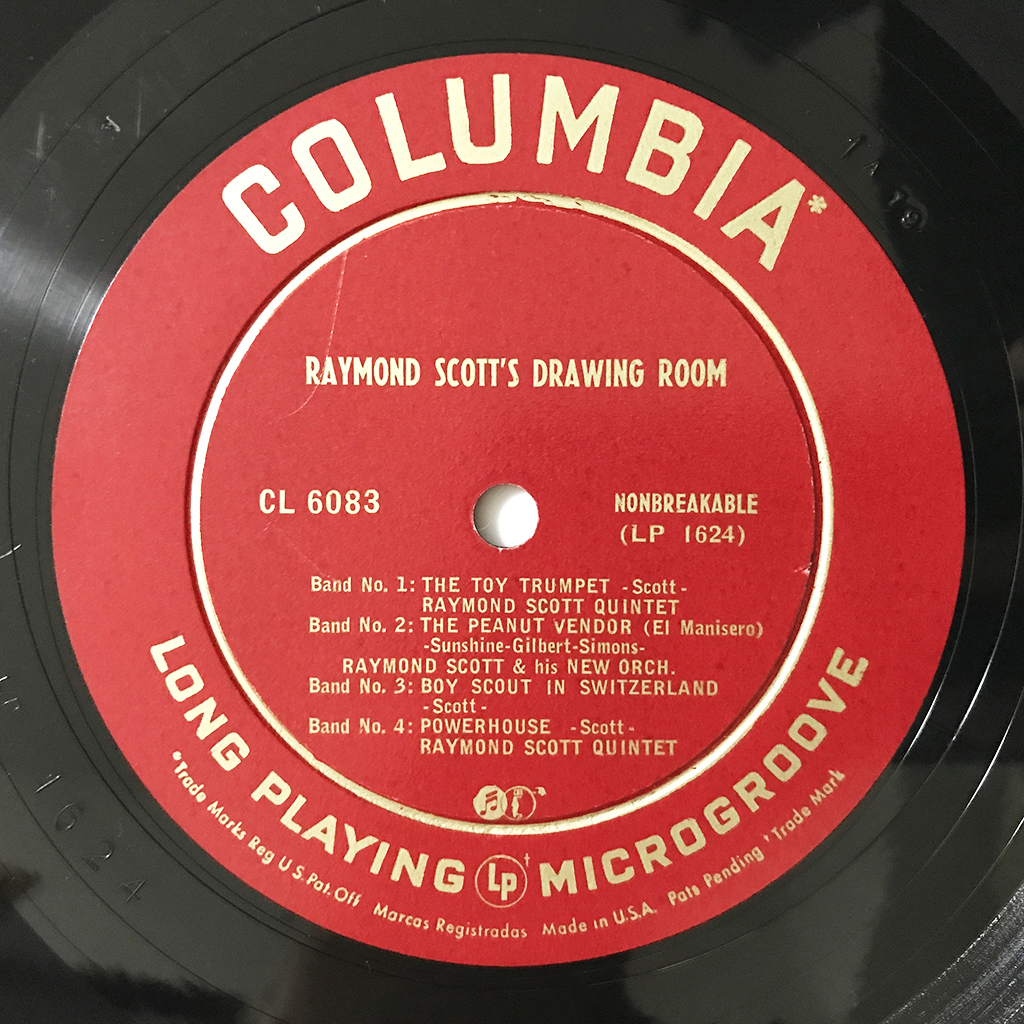 COLUMBIA*
RAYMOND SCOTT'S DRAWING ROOM
CL 6083
NONBREAKABLE
(LP 1624)
Band No. 1: THE TOY TRUMPET -Scott-
RAYMOND SCOTT QUINTET
Band No. 2: THE PEANUT VENDOR (El Manisero)
-Sunshine-Gilbert-Simons-
RAYMOND SCOTT & his NEW ORCH.
Band No. 3: BOY SCOUT IN SWITZERLAND
-Scott-
Band No. 4: POWERHOUSE -Scott-
RAYMOND SCOTT QUINTET
LONG PLAYING Lp† MICROGROOVE
*Trade Marks Reg U S. Pat. Off Marcas Registradas Made in U.S.A. Pats Pending †Trade Mark
1624